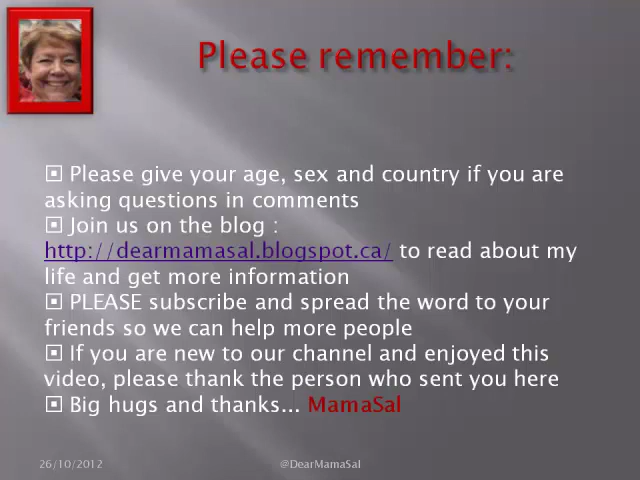 Please remember:
Please give your age, sex and country if you are
asking questions in comments
Join us on the blog :
http://dearmamasal.blogspot.ca/ to read about my
life and get more information
PLEASE subscribe and spread the word to your
friends so we can help more people
If you are new to our channel and enjoyed this
video, please thank the person who sent you here
Big hugs and thanks... MamaSal
26/10/2012
@DearMamaSal